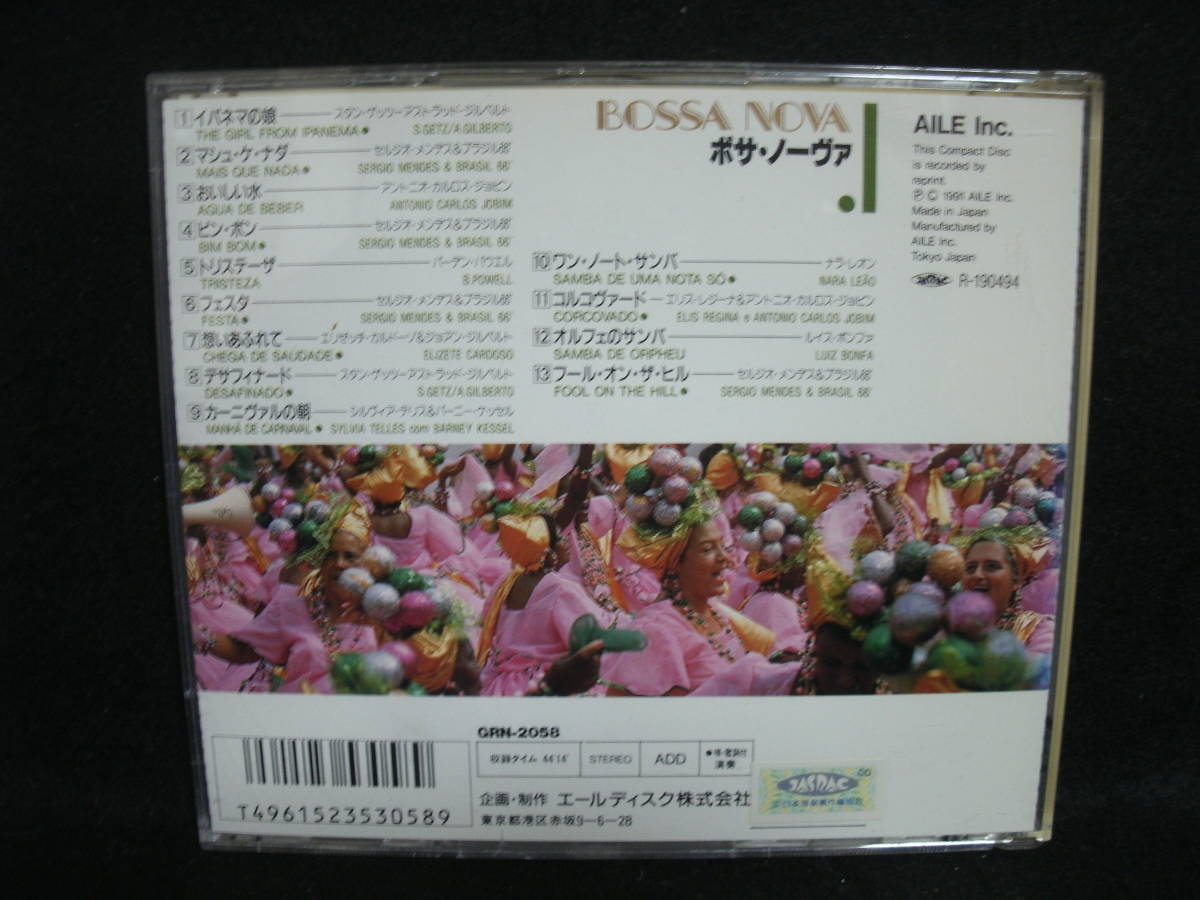 1 イパネマの娘 スタン・ゲッツ/アストラッド・ジルベルト
THE GIRL FROM IPANEMA● S.GETZ/A.GILBERTO
2 マシュ・ケ・ナダ セルジオ・メンデス&ブラジル66'
MAIS QUE NADA● SERGIO MENDES & BRASIL 66'
3 おいしい水 アントニオ・カルロス・ジョビン
AGUA DE BEBER ANTONIO CARLOS JOBIM
4 ビン・ボン セルジオ・メンデス&ブラジル66'
BIM BOM● SERGIO MENDES & BRASIL 66'
5 トリステーザ バーデン・パウエル
TRISTEZA B.POWELL
6 フェスタ セルジオ・メンデス&ブラジル66'
FESTA● SERGIO MENDES & BRASIL 66'
7 想いあふれて エリゼッチ・カルドーソ&ジョアン・ジルベルト
CHEGA DE SAUDADE● ELIZETE CARDOSO
8 デサフィナード スタン・ゲッツ/アストラッド・ジルベルト
DESAFINADO● S.GETZ/A.GILBERTO
9 カーニヴァルの朝 シルヴィア・テリス&バーニー・ケッセル
MANHÃ DE CARNAVAL● SYLVIA TELLES com BARNEY KESSEL
BOSSA NOVA
ボサ・ノーヴァ
10 ワン・ノート・サンバ ナラ・レオン
SAMBA DE UMA NOTA SÓ● NARA LEÃO
11 コルコヴァード エリス・レジーナ&アントニオ・カルロス・ジョビン
CORCOVADO● ELIS REGINA e ANTONIO CARLOS JOBIM
12 オルフェのサンバ ルイス・ボンファ
SAMBA DE ORPHEU LUIZ BONFA
13 フール・オン・ザ・ヒル セルジオ・メンデス&ブラジル66'
FOOL ON THE HILL● SERGIO MENDES & BRASIL 66'
AILE Inc.
This Compact Disc
is recorded by
reprint.
℗ © 1991 AILE Inc.
Made in Japan
Manufactured by
AILE Inc.
Tokyo Japan
JASRAC R-190494
GRN-2058
収録タイム 44'14" STEREO ADD
演奏
企画・制作 エールディスク株式会社
東京都港区赤坂9-6-28
T4961523530589
JASRAC